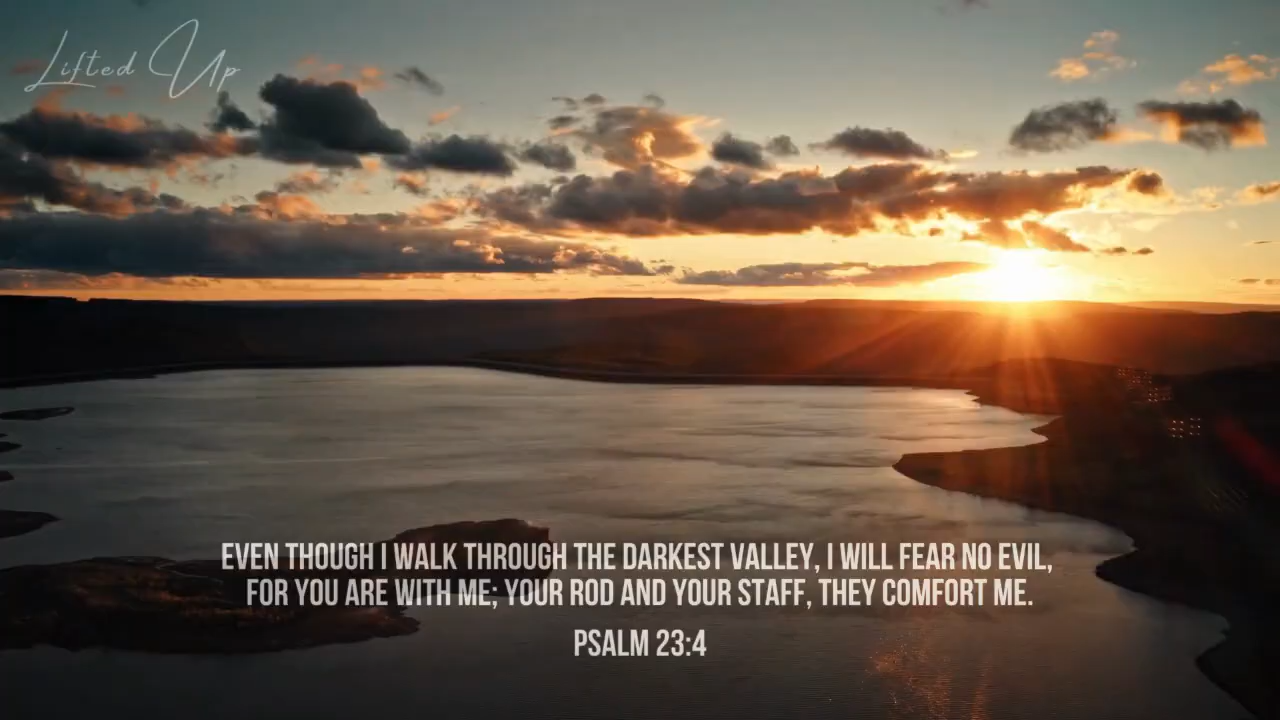 Lifted Up
EVEN THOUGH I WALK THROUGH THE DARKEST VALLEY, I WILL FEAR NO EVIL,
FOR YOU ARE WITH ME; YOUR ROD AND YOUR STAFF, THEY COMFORT ME.
PSALM 23:4